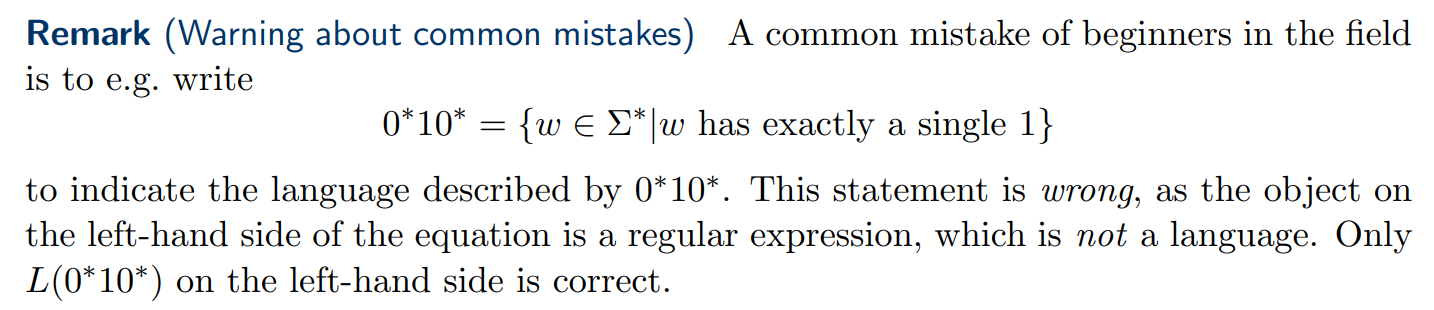 Remark (Warning about common mistakes) A common mistake of beginners in the field
is to e.g. write
0*10* = {w ∈ Σ*|w has exactly a single 1}
to indicate the language described by 0*10*. This statement is wrong, as the object on
the left-hand side of the equation is a regular expression, which is not a language. Only
L(0*10*) on the left-hand side is correct.